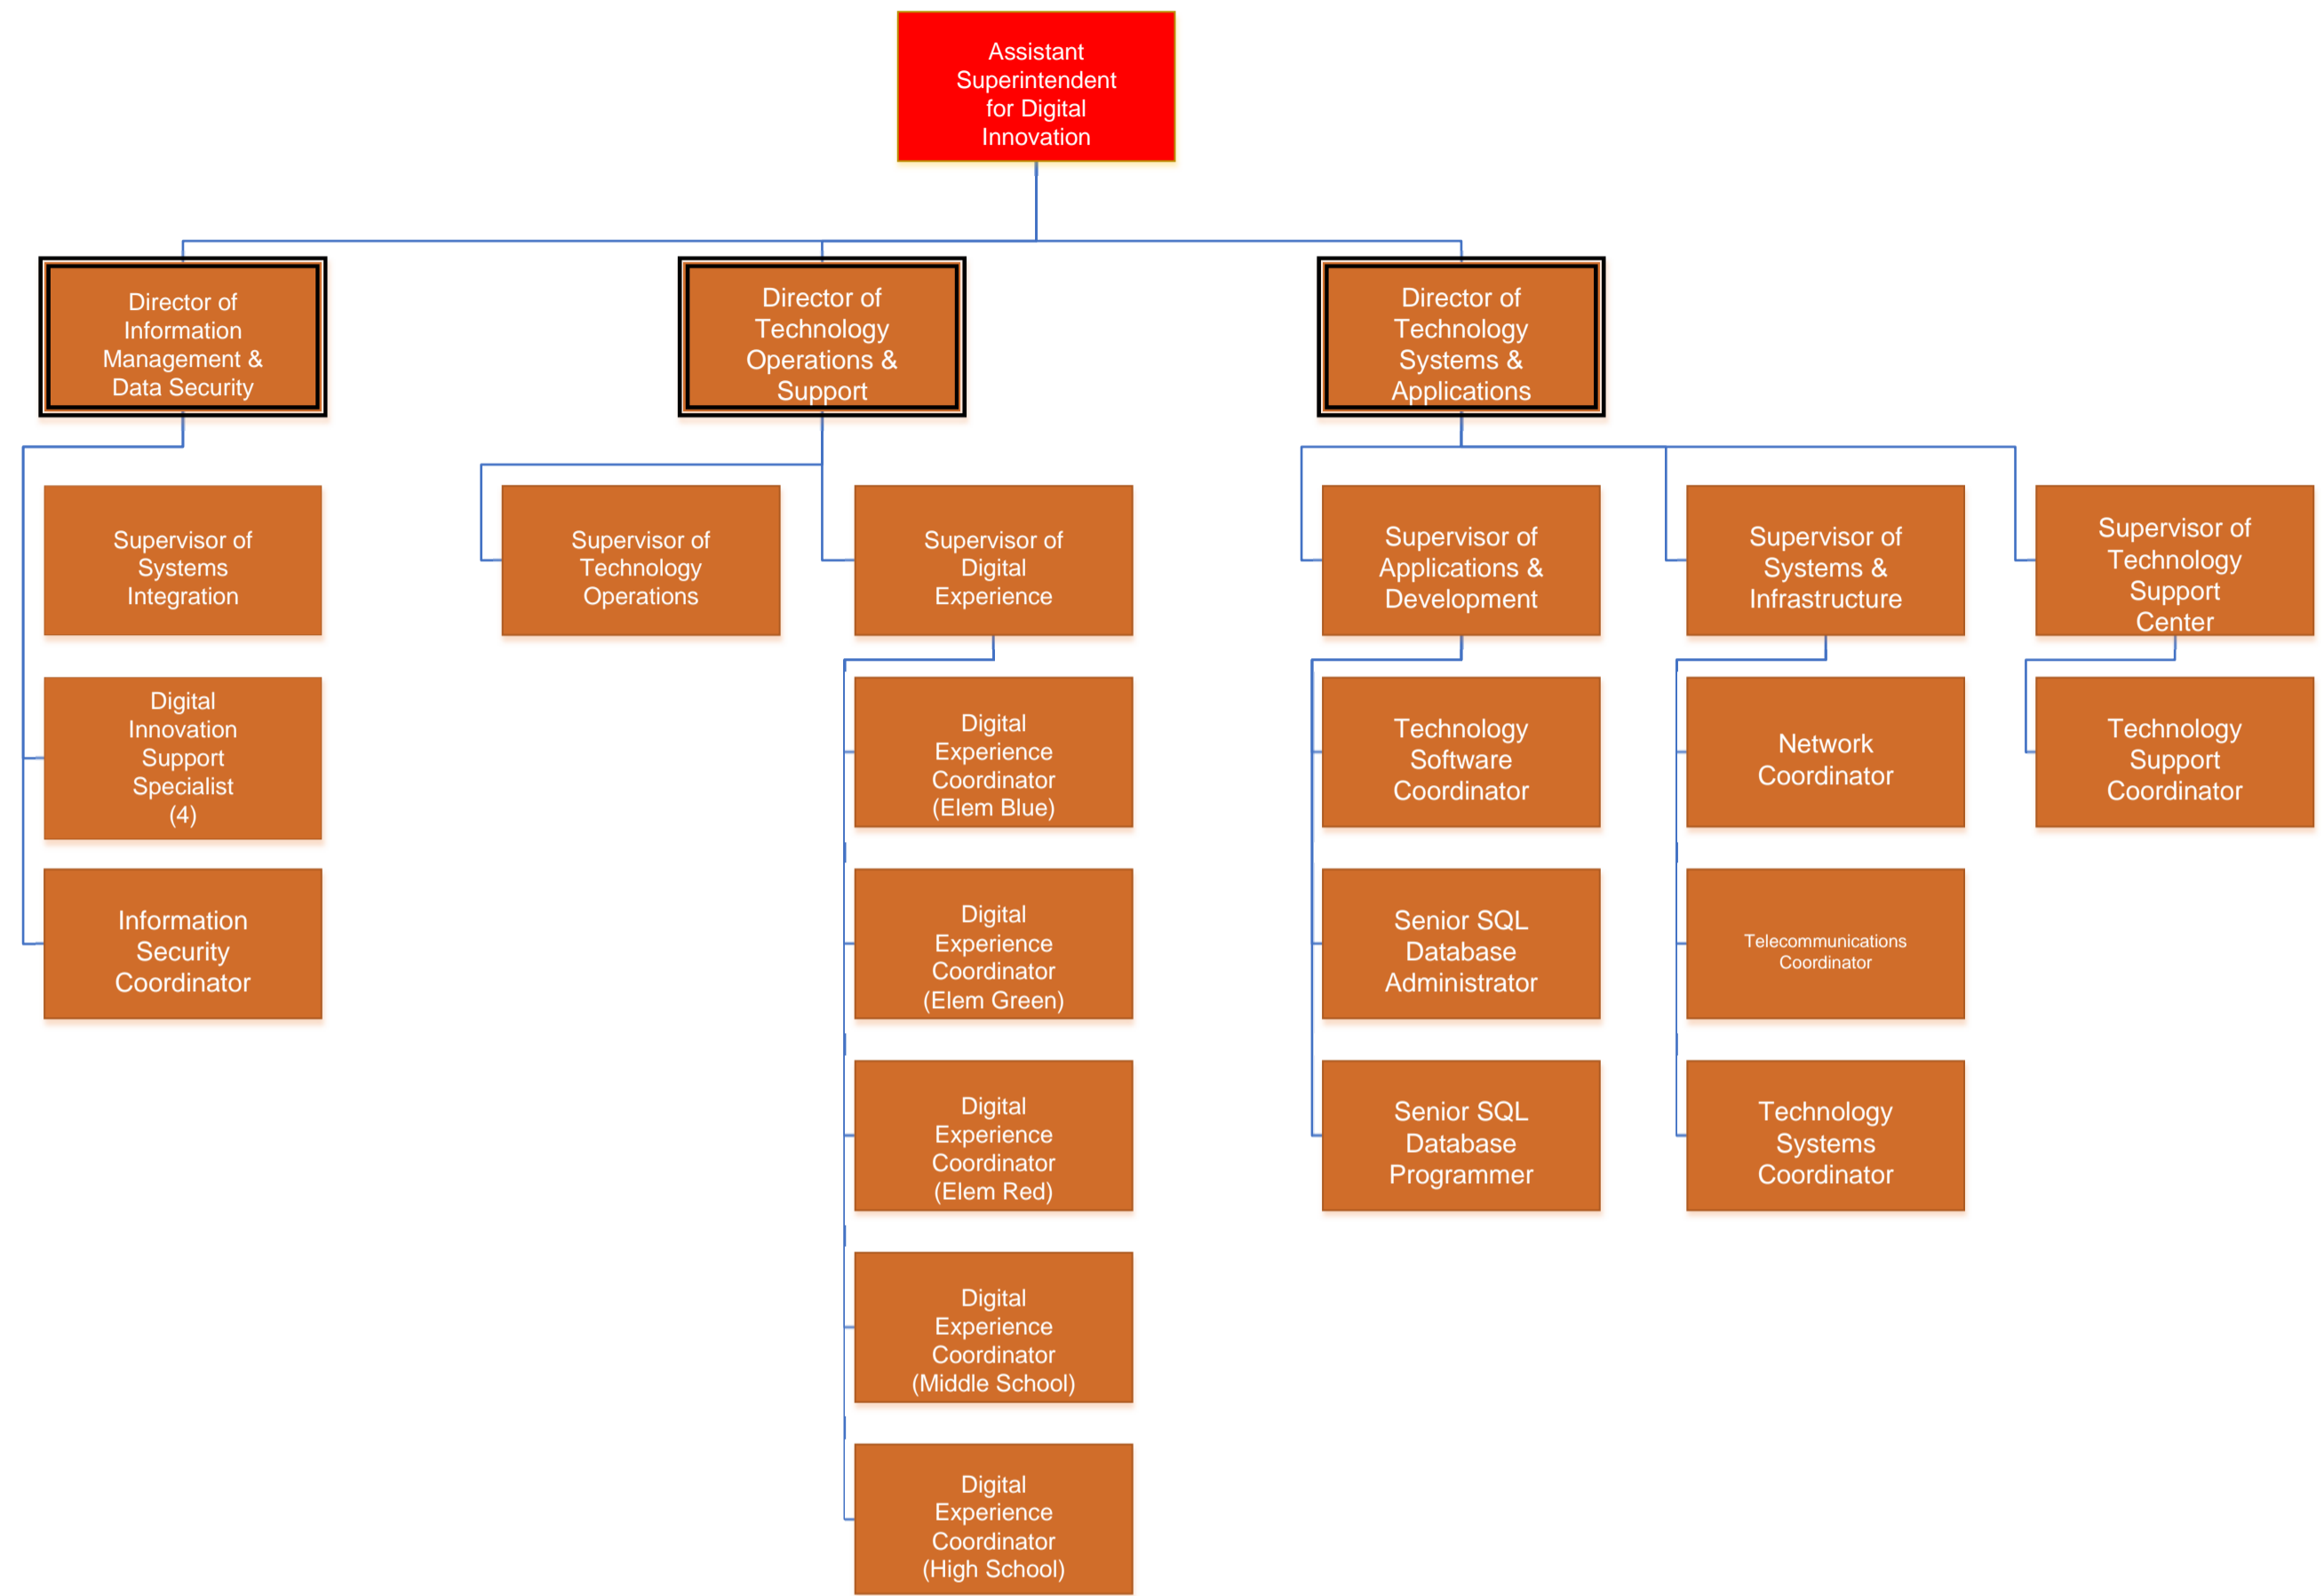 Assistant
Superintendent
for Digital
Innovation
Director of
Information
Management &
Data Security
Director of
Technology
Operations &
Support
Director of
Technology
Systems &
Applications
Supervisor of
Systems
Integration
Supervisor of
Technology
Operations
Supervisor of
Digital
Experience
Supervisor of
Applications &
Development
Supervisor of
Systems &
Infrastructure
Supervisor of
Technology
Support
Center
Digital
Innovation
Support
Specialist
(4)
Digital
Experience
Coordinator
(Elem Blue)
Technology
Software
Coordinator
Network
Coordinator
Technology
Support
Coordinator
Information
Security
Coordinator
Digital
Experience
Coordinator
(Elem Green)
Senior SQL
Database
Administrator
Telecommunications
Coordinator
Digital
Experience
Coordinator
(Elem Red)
Senior SQL
Database
Programmer
Technology
Systems
Coordinator
Digital
Experience
Coordinator
(Middle School)
Digital
Experience
Coordinator
(High School)